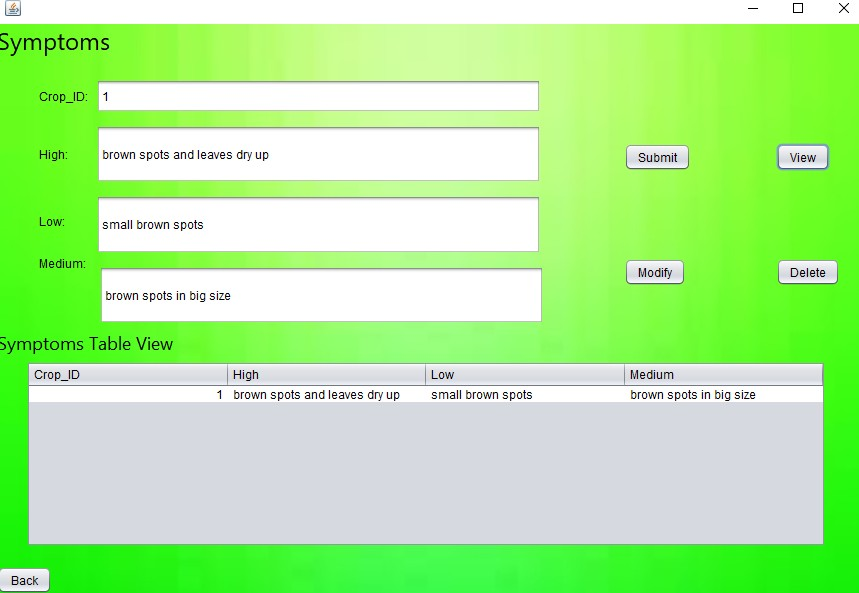 Symptoms
Crop_ID: 1
High: brown spots and leaves dry up
Submit View
Low: small brown spots
Medium: brown spots in big size
Modify Delete
Symptoms Table View
Crop_ID High Low Medium
1 brown spots and leaves dry up small brown spots brown spots in big size
Back